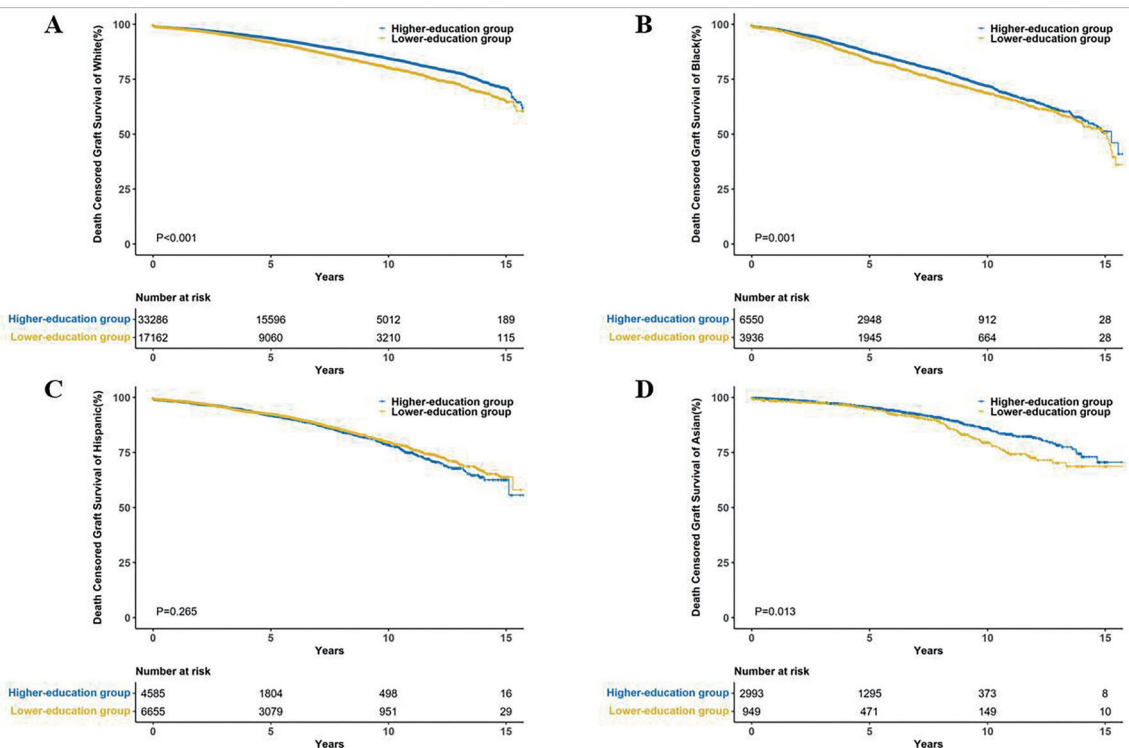 A
Death Censored Graft Survival of White(%)
100
75
50
25
0
Higher-education group
Lower-education group
P<0.001
0 5 10 15
Years
Number at risk
Higher-education group 33286 15596 5012 189
Lower-education group 17162 9060 3210 115
0 5 10 15
Years
B
Death Censored Graft Survival of Black(%)
100
75
50
25
0
Higher-education group
Lower-education group
P=0.001
0 5 10 15
Years
Number at risk
Higher-education group 6550 2948 912 28
Lower-education group 3936 1945 664 28
0 5 10 15
Years
C
Death Censored Graft Survival of Hispanic(%)
100
75
50
25
0
Higher-education group
Lower-education group
P=0.265
0 5 10 15
Years
Number at risk
Higher-education group 4585 1804 498 16
Lower-education group 6655 3079 951 29
0 5 10 15
Years
D
Death Censored Graft Survival of Asian(%)
100
75
50
25
0
Higher-education group
Lower-education group
P=0.013
0 5 10 15
Years
Number at risk
Higher-education group 2993 1295 373 8
Lower-education group 949 471 149 10
0 5 10 15
Years